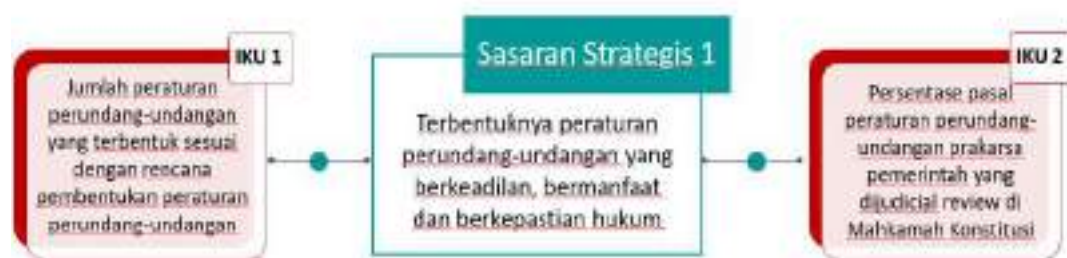 IKU 1
Jumlah peraturan
perundang-undangan
yang terbentuk sesuai
dengan rencana
pembentukan peraturan
perundang-undangan
Sasaran Strategis 1
Terbentuknya peraturan
perundang-undangan yang
berkeadilan, bermanfaat
dan berkepastian hukum
IKU 2
Persentase pasal
peraturan perundang-
undangan prakarsa
pemerintah yang
dijudicial review di
Mahkamah Konstitusi